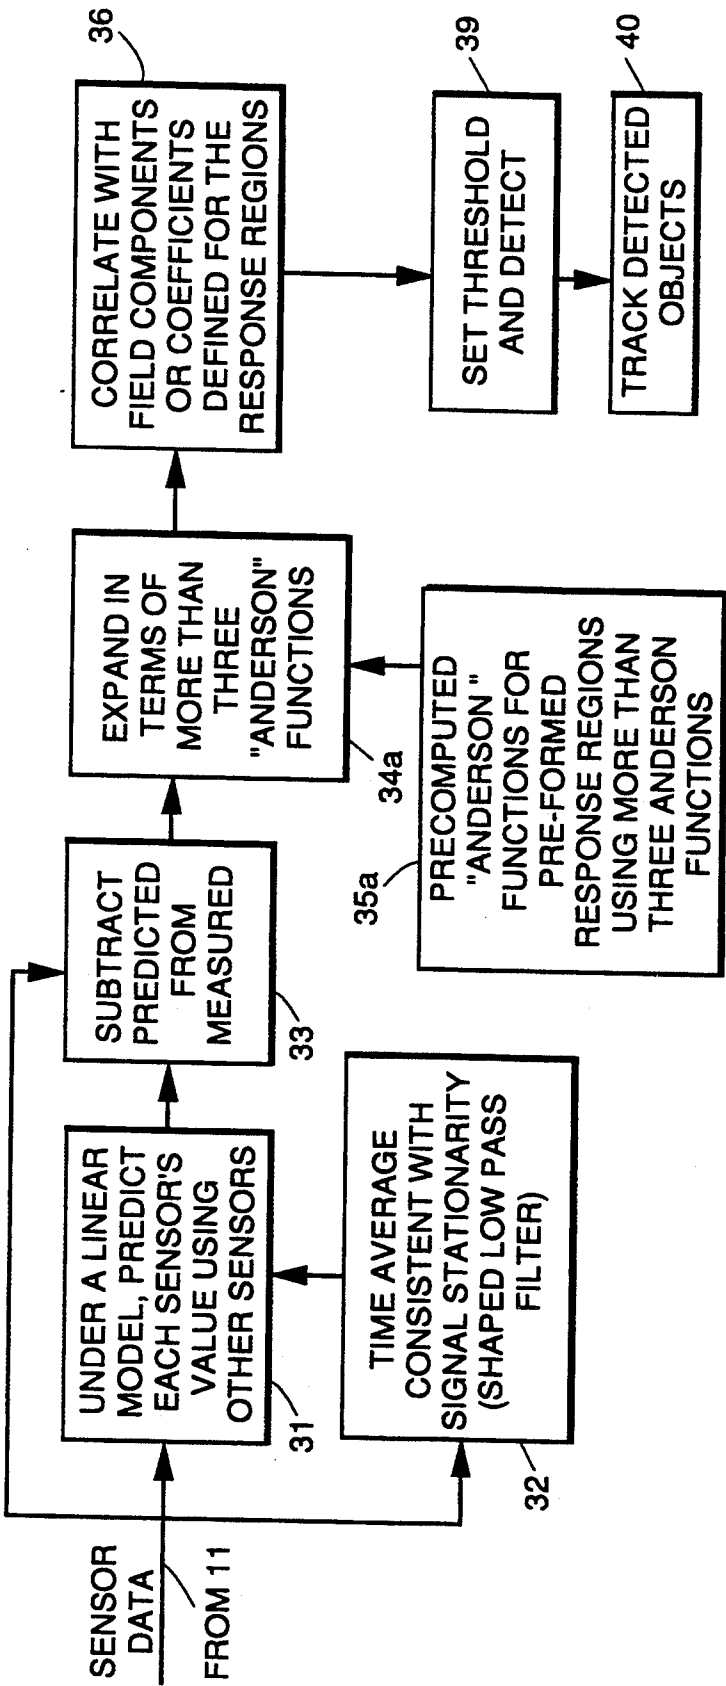 SENSOR
DATA
FROM 11
UNDER A LINEAR
MODEL, PREDICT
EACH SENSOR'S
VALUE USING
OTHER SENSORS
31
TIME AVERAGE
CONSISTENT WITH
SIGNAL STATIONARITY
(SHAPED LOW PASS
FILTER)
32
SUBTRACT
PREDICTED
FROM
MEASURED
33
EXPAND IN
TERMS OF
MORE THAN
THREE
"ANDERSON"
FUNCTIONS
34a
35a
PRECOMPUTED
"ANDERSON "
FUNCTIONS FOR
PRE-FORMED
RESPONSE REGIONS
USING MORE THAN
THREE ANDERSON
FUNCTIONS
36
CORRELATE WITH
FIELD COMPONENTS
OR COEFFICIENTS
DEFINED FOR THE
RESPONSE REGIONS
39
SET THRESHOLD
AND DETECT
40
TRACK DETECTED
OBJECTS